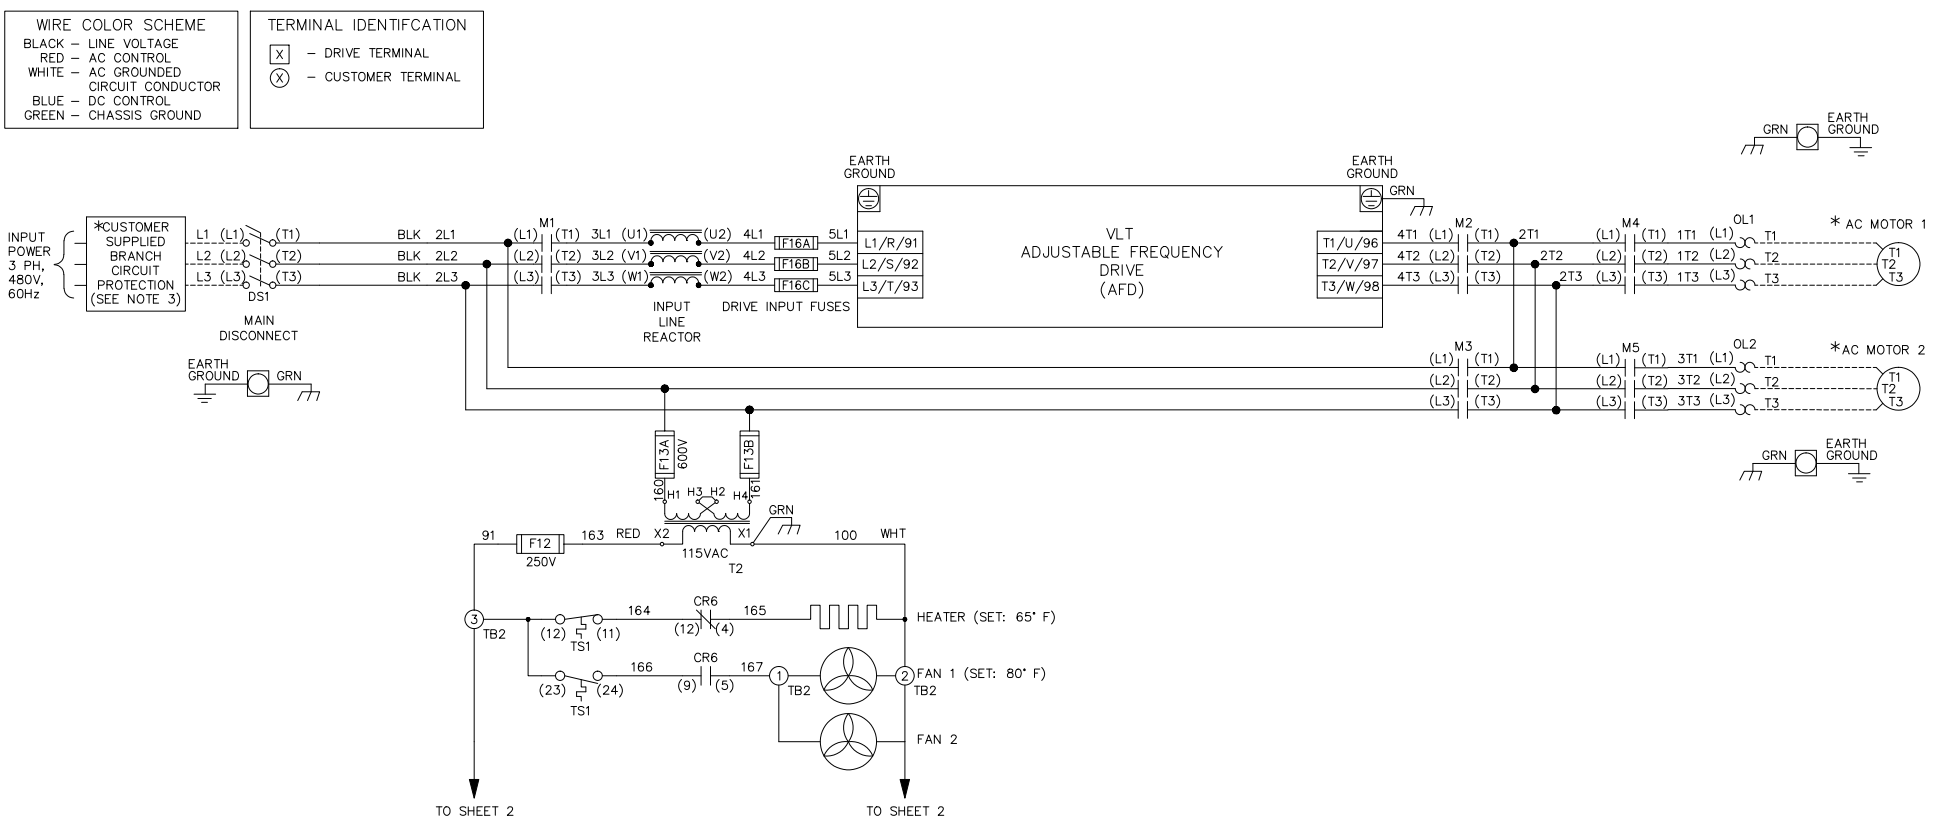 WIRE COLOR SCHEME
BLACK – LINE VOLTAGE
RED – AC CONTROL
WHITE – AC GROUNDED
CIRCUIT CONDUCTOR
BLUE – DC CONTROL
GREEN – CHASSIS GROUND
TERMINAL IDENTIFCATION
X – DRIVE TERMINAL
X – CUSTOMER TERMINAL
GRN
EARTH
GROUND
EARTH
GROUND
EARTH
GROUND
GRN
INPUT
POWER
3 PH,
480V,
60Hz
*CUSTOMER
SUPPLIED
BRANCH
CIRCUIT
PROTECTION
(SEE NOTE 3)
L1 (L1) (T1) BLK 2L1 (L1) M1 (T1) 3L1 (U1) (U2) 4L1 F16A 5L1 L1/R/91
L2 (L2) BLK 2L2 (L2) (T2) 3L2 (V1) (V2) 4L2 F16B 5L2 L2/S/92
L3 (L3) (T3) BLK 2L3 (L3) (T3) 3L3 (W1) (W2) 4L3 F16C 5L3 L3/T/93
DS1
MAIN
DISCONNECT
INPUT
LINE
REACTOR
DRIVE INPUT FUSES
VLT
ADJUSTABLE FREQUENCY
DRIVE
(AFD)
T1/U/96 4T1 (L1) M2 (T1) 2T1 (L1) M4 (T1) 1T1 (L1) OL1 T1
T2/V/97 4T2 (L2) (T2) 2T2 (L2) (T2) 1T2 (L2) T2
T3/W/98 4T3 (L3) (T3) 2T3 (L3) (T3) 1T3 (L3) T3
* AC MOTOR 1
T1
T2
T3
EARTH
GROUND
GRN
(L1) M3 (T1) (L1) M5 (T1) 3T1 (L1) OL2 T1
(L2) (T2) (L2) (T2) 3T2 (L2) T2
(L3) (T3) (L3) (T3) 3T3 (L3) T3
*AC MOTOR 2
T1
T2
T3
GRN
EARTH
GROUND
F13A
600V
F13B
160
161
H1 H3 H2 H4
GRN
91 F12 163 RED X2 X1 100 WHT
250V
115VAC
T2
3
TB2
(12) (11)
TS1
164
CR6
(12) (4)
165
HEATER (SET: 65° F)
(23) (24)
TS1
166
CR6
(9) (5)
167
1
TB2
2
TB2
FAN 1 (SET: 80° F)
FAN 2
TO SHEET 2
TO SHEET 2